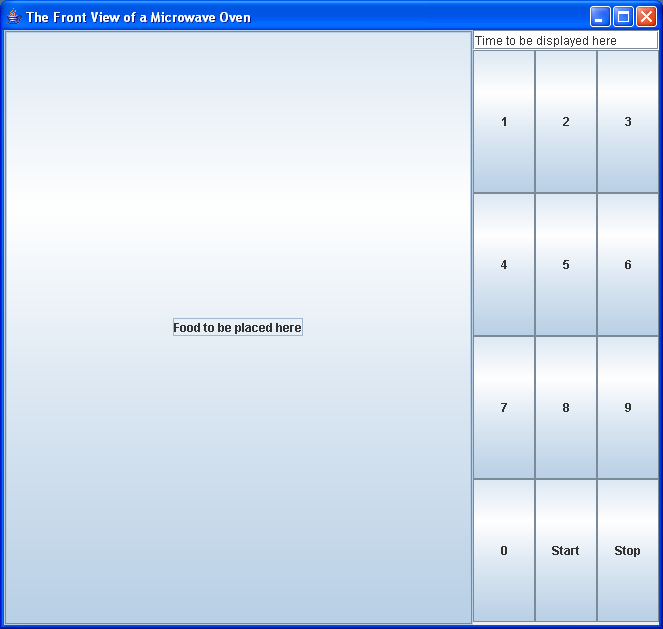 The Front View of a Microwave Oven
Time to be displayed here
1 2 3
4 5 6
Food to be placed here
7 8 9
0 Start Stop